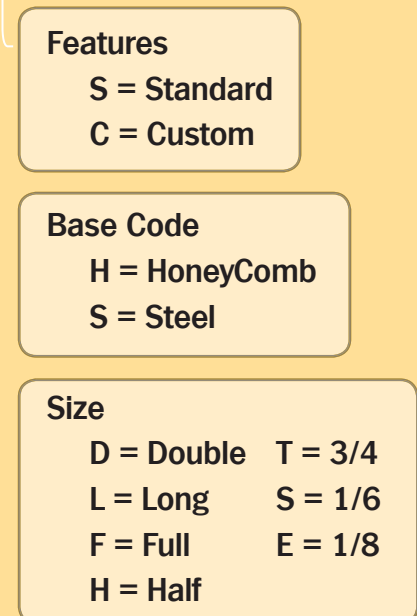 Features
S = Standard
C = Custom
Base Code
H = HoneyComb
S = Steel
Size
D = Double T = 3/4
L = Long S = 1/6
F = Full E = 1/8
H = Half